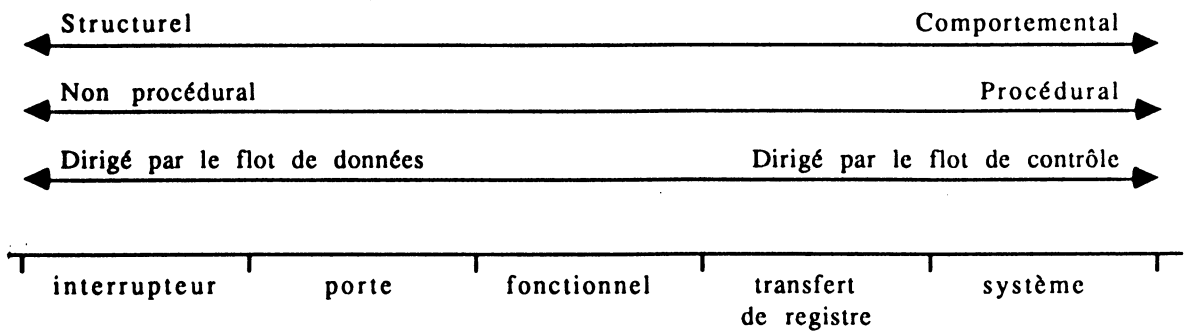 Structurel Comportemental
Non procédural Procédural
Dirigé par le flot de données Dirigé par le flot de contrôle
interrupteur porte fonctionnel transfert système
de registre